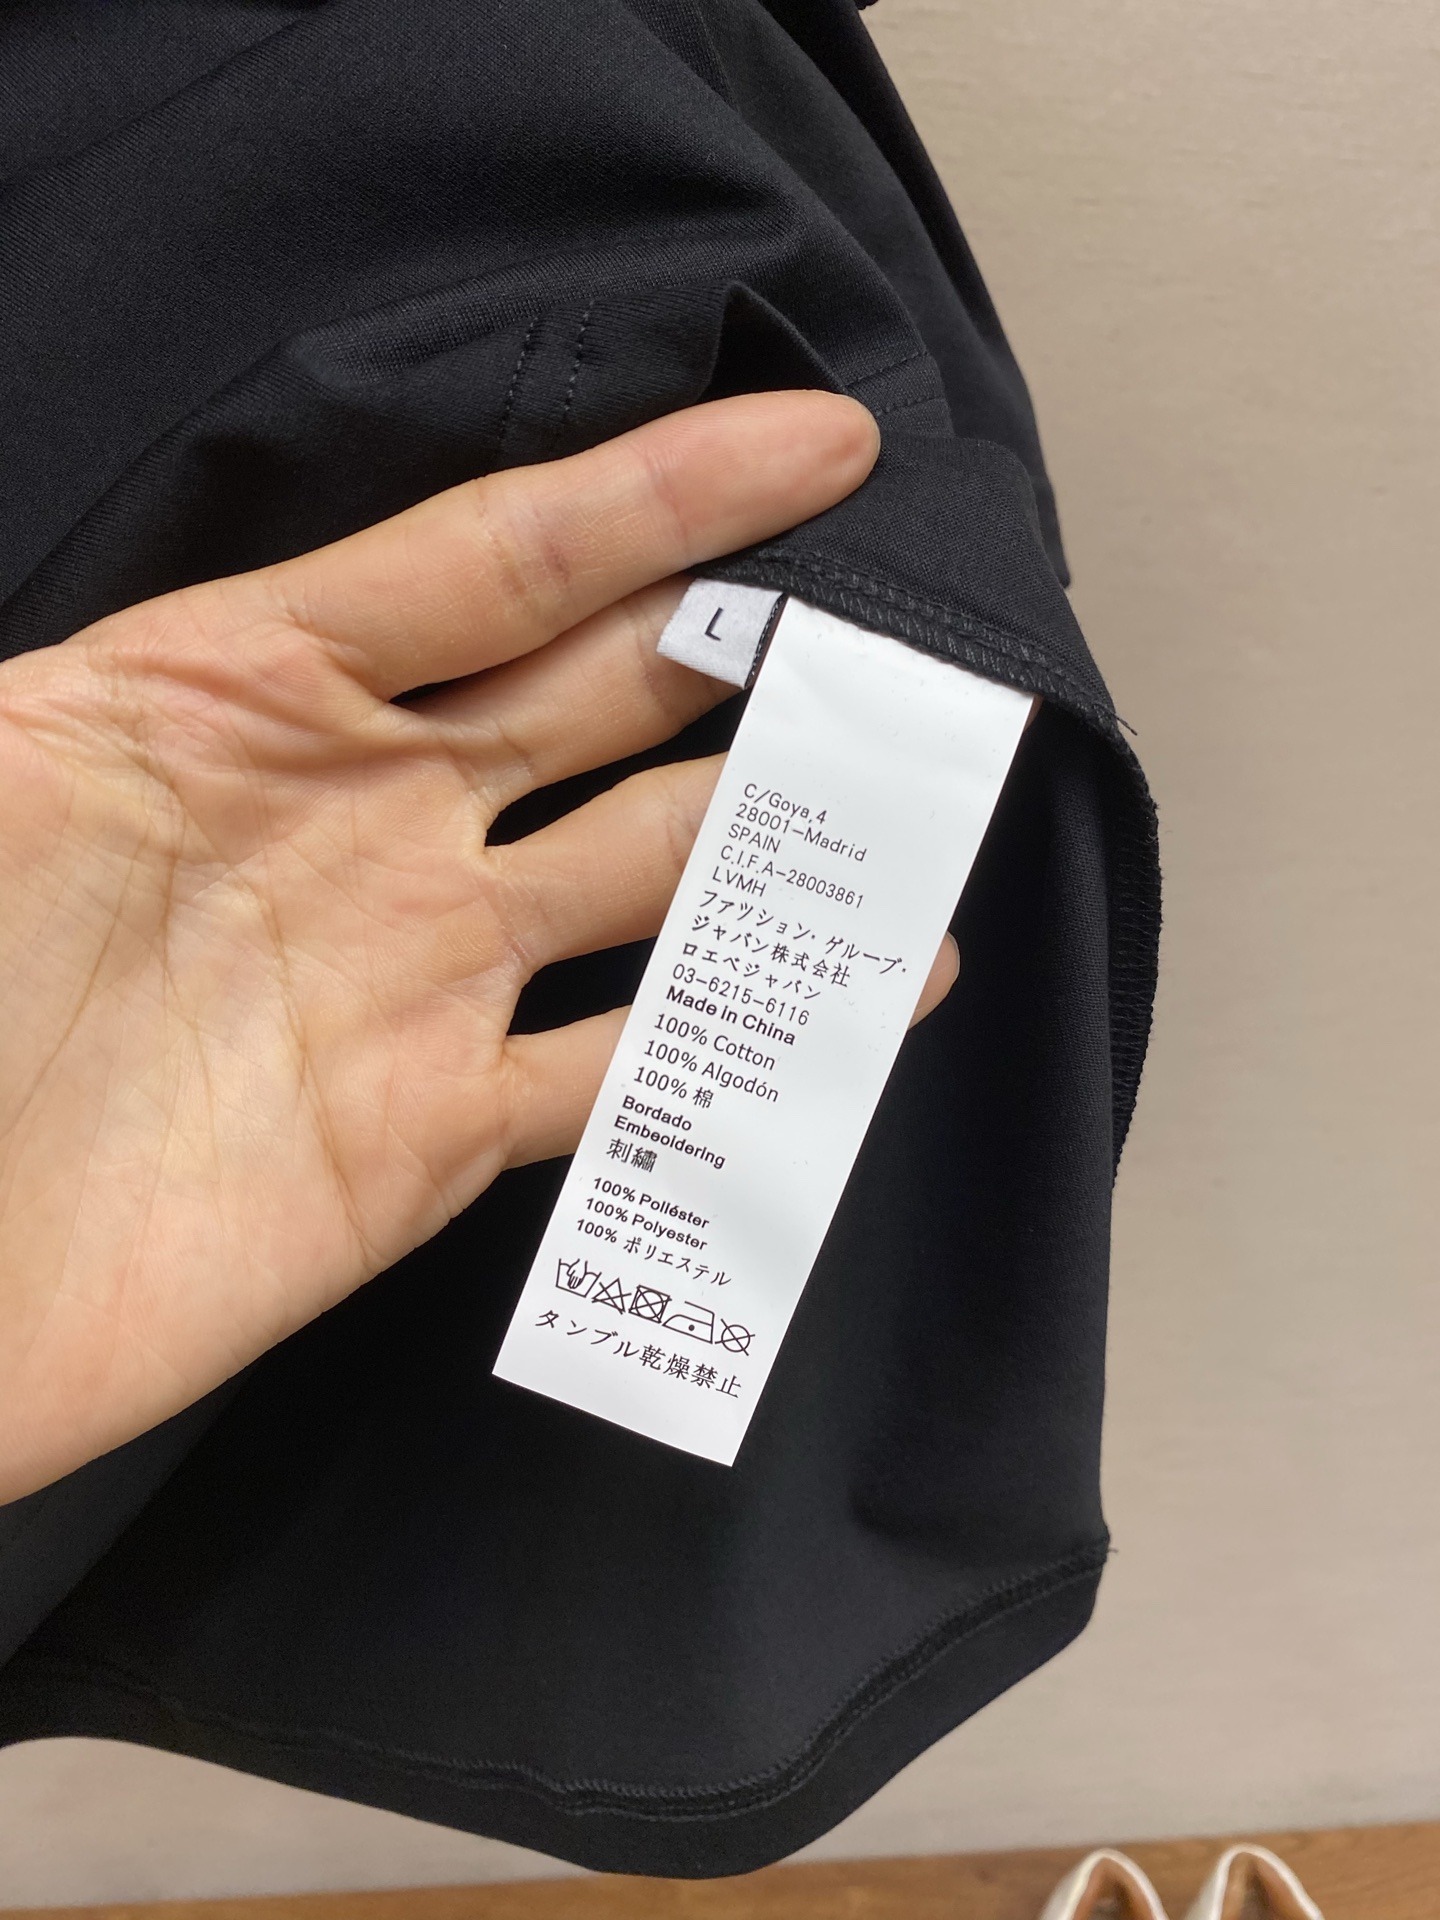 L
C/Goya,4
28001-Madrid
SPAIN
C.I.F.A-28003861
LVMH
ファツション・グループ・
ジャパン株式会社
ロエベジャパン
03-6215-6116
Made in China
100% Cotton
100% Algodón
100% 棉
Bordado
Embeoldering
刺繡
100% Poliéster
100% Polyester
100% ポリエステル
タンブル乾燥禁止